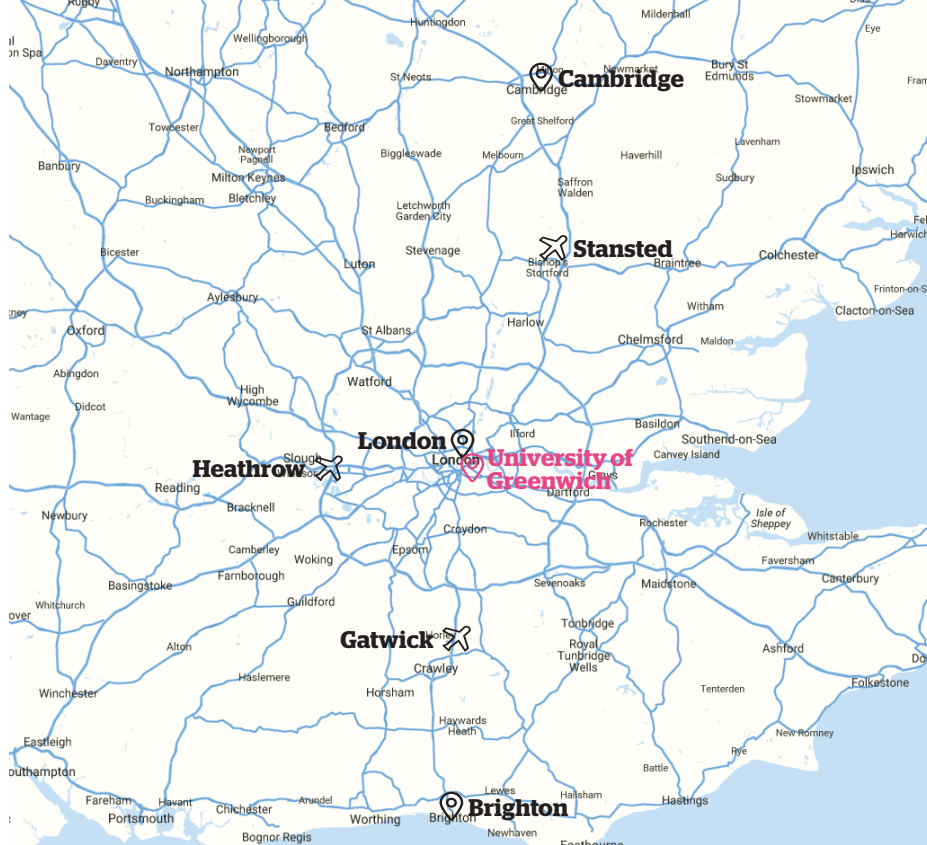 Rugby
Huntingdon
Mildenhall
Eye
on Spa
Daventry
Wellingborough
Northampton
St Neots
Cambridge
Newmarket
Bury St
Edmunds
Cambridge
Stowmarket
Great Shelford
Towcester
Bedford
Newport
Pagnell
Biggleswade
Melbourn
Haverhill
Lavenham
Banbury
Milton Keynes
Ipswich
Saffron
Walden
Sudbury
Buckingham
Bletchley
Letchworth
Garden City
Harwich
Bicester
Stevenage
Stansted
Luton
Bishop's
Stortford
Braintree
Colchester
Aylesbury
Witham
Frinton-on-S
Clacton-on-Sea
Oxford
St Albans
Harlow
Chelmsford
Maldon
Abingdon
Watford
High
Wycombe
Didcot
Wantage
Ilford
Basildon
London
Southend-on-Sea
London
Canvey Island
Slough
Heathrow
University of
Greenwich
Grays
Reading
Dartford
Bracknell
Newbury
Isle of
Sheppey
Rochester
Croydon
Whitstable
Camberley
Epsom
Woking
Faversham
Farnborough
Basingstoke
Sevenoaks
Maidstone
Canterbury
Whitchurch
Guildford
over
Tonbridge
Gatwick
Alton
Royal
Tunbridge
Wells
Ashford
Crawley
Haslemere
Folkestone
Winchester
Horsham
Tenterden
Haywards
Heath
New Romney
Eastleigh
Rye
outhampton
Battle
Lewes
Hailsham
Fareham
Havant
Arundel
Hastings
Chichester
Brighton
Portsmouth
Worthing
Brighton
Bognor Regis
Newhaven
Eastbourne